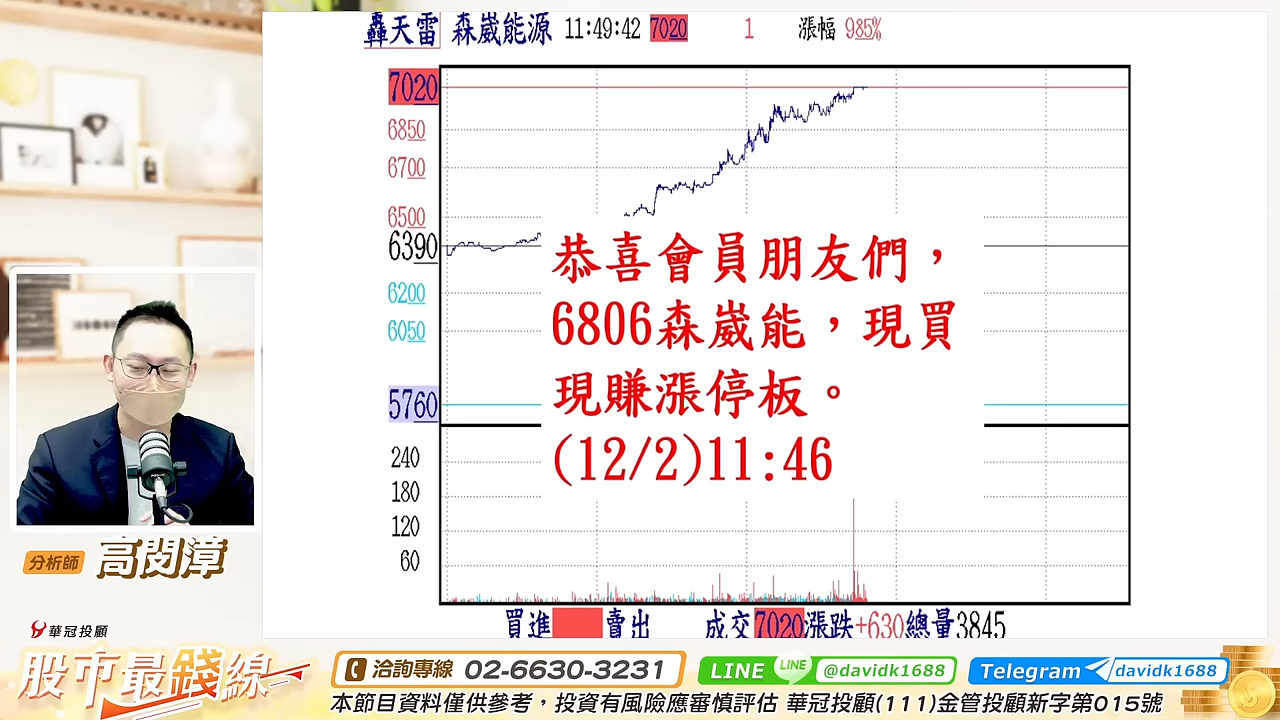 轟天雷 森崴能源 11:49:42 7020 1 漲幅 985%
7020
6850
6700
6500
6390
6200
6050
5760
240
180
120
60
恭喜會員朋友們，
6806森崴能，現買
現賺漲停板。
(12/2)11:46
買進 賣出 成交7020漲跌+630總量3845
分析師 高閔漳
華冠投顧
股市最錢線
洽詢專線 02-6630-3231
LINE LINE @davidk1688
Telegram davidk1688
本節目資料僅供參考，投資有風險應審慎評估 華冠投顧(111)金管投顧新字第015號